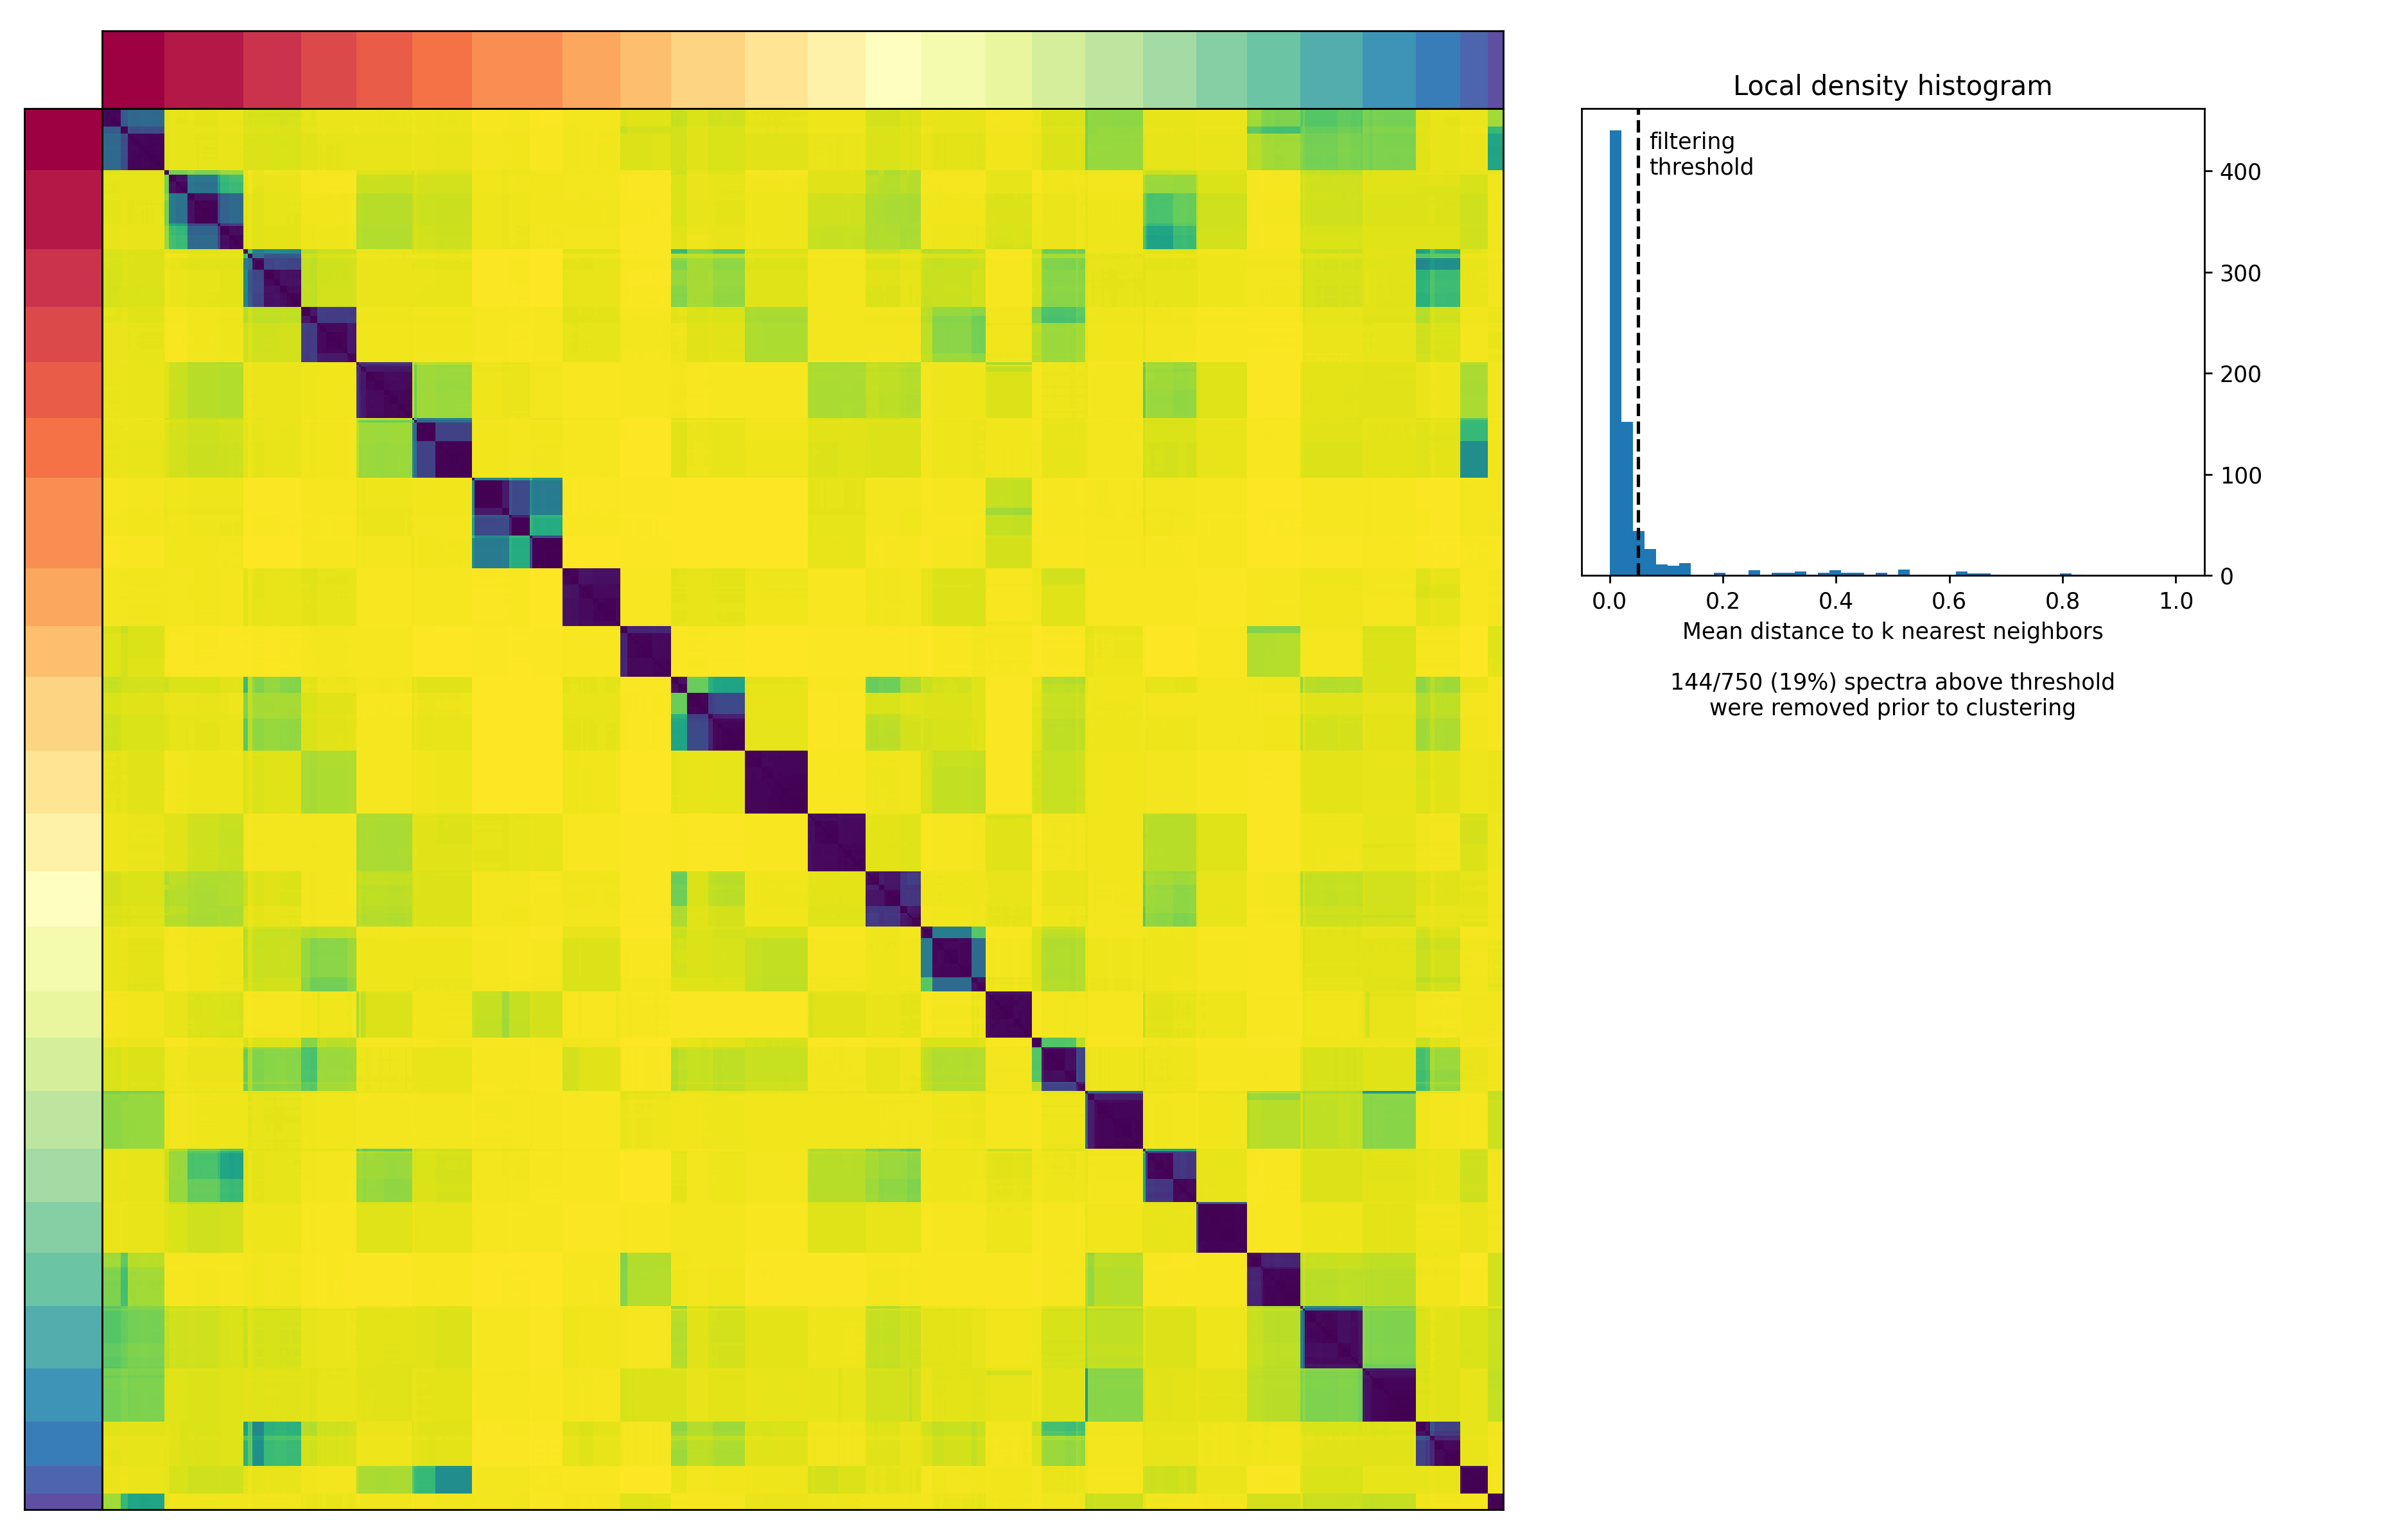 Local density histogram
filtering
threshold
400
300
200
100
0
0.0 0.2 0.4 0.6 0.8 1.0
Mean distance to k nearest neighbors
144/750 (19%) spectra above threshold
were removed prior to clustering